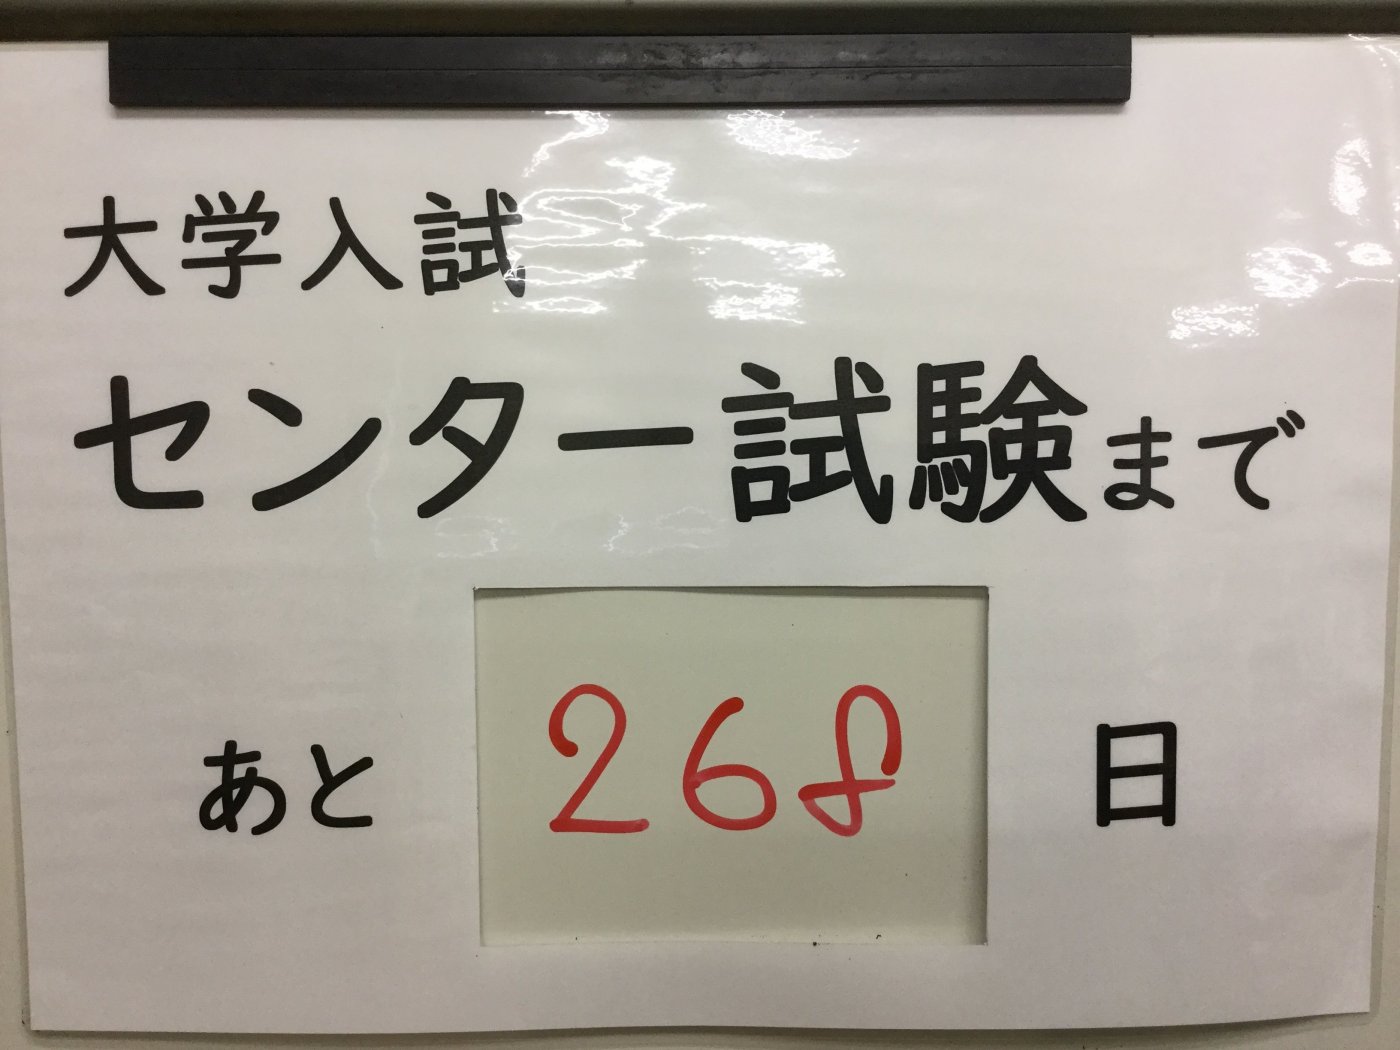 大学入試
センター試験まで
あと 268 日